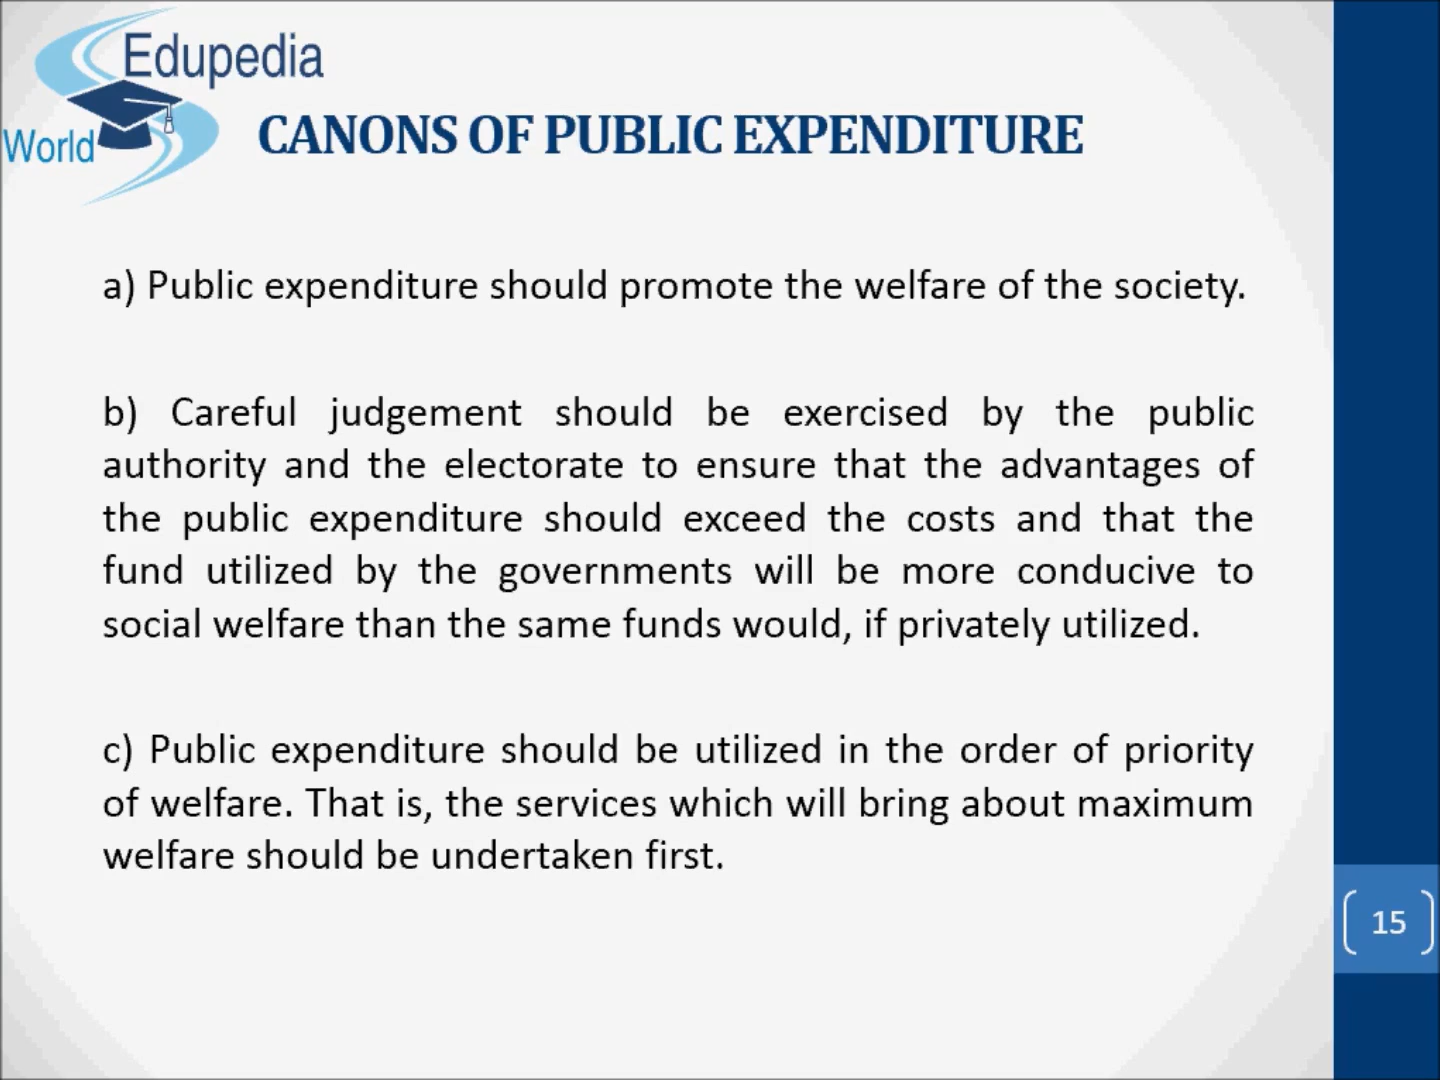 Edupedia
World
CANONS OF PUBLIC EXPENDITURE
a) Public expenditure should promote the welfare of the society.
b) Careful judgement should be exercised by the public
authority and the electorate to ensure that the advantages of
the public expenditure should exceed the costs and that the
fund utilized by the governments will be more conducive to
social welfare than the same funds would, if privately utilized.
c) Public expenditure should be utilized in the order of priority
of welfare. That is, the services which will bring about maximum
welfare should be undertaken first.
15